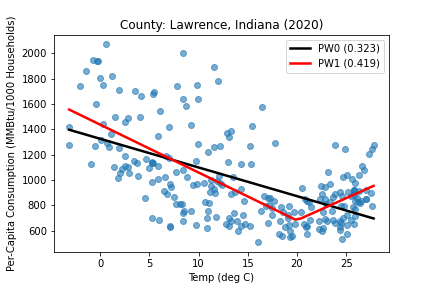 County: Lawrence, Indiana (2020)
Per-Capita Consumption (MMBtu/1000 Households)
2000
1800
1600
1400
1200
1000
800
600
PW0 (0.323)
PW1 (0.419)
0 5 10 15 20 25
Temp (deg C)